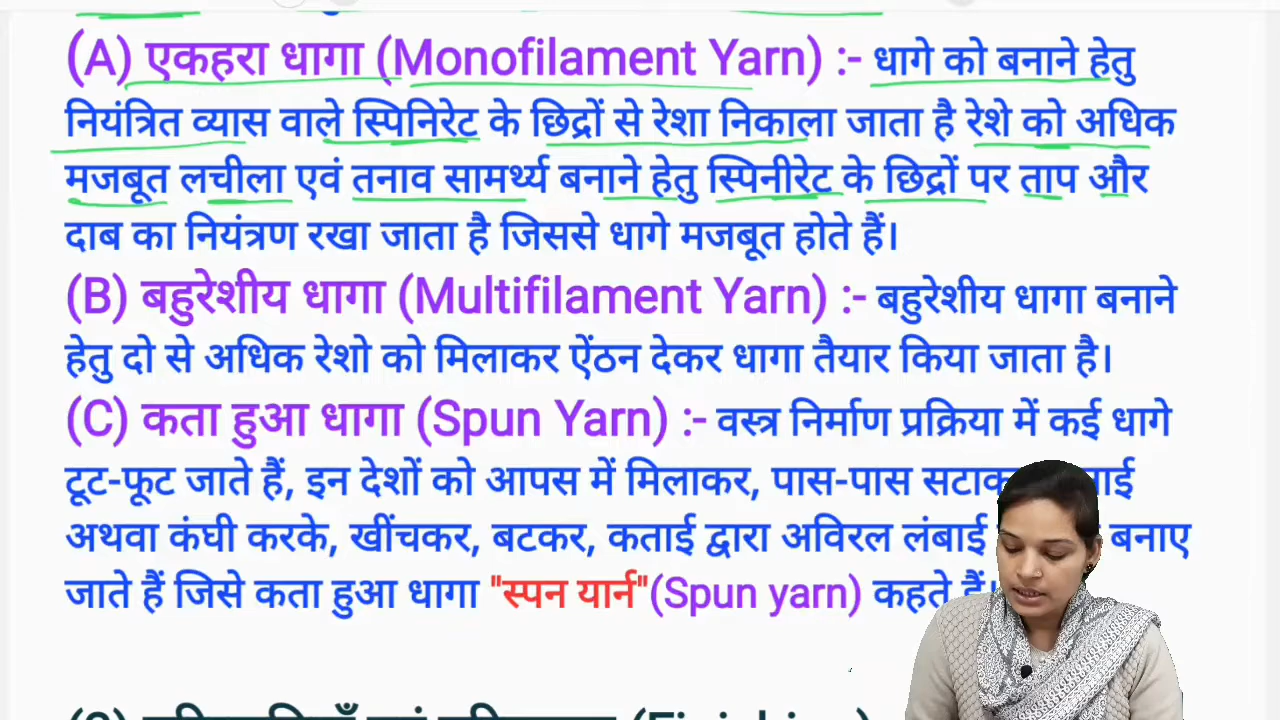 (A) एकहरा धागा (Monofilament Yarn) :- धागे को बनाने हेतु
नियंत्रित व्यास वाले स्पिनिरेट के छिद्रों से रेशा निकाला जाता है रेशे को अधिक
मजबूत लचीला एवं तनाव सामर्थ्य बनाने हेतु स्पिनीरेट के छिद्रों पर ताप और
दाब का नियंत्रण रखा जाता है जिससे धागे मजबूत होते हैं।
(B) बहुरेशीय धागा (Multifilament Yarn) :- बहुरेशीय धागा बनाने
हेतु दो से अधिक रेशो को मिलाकर ऐंठन देकर धागा तैयार किया जाता है।
(C) कता हुआ धागा (Spun Yarn) :- वस्त्र निर्माण प्रक्रिया में कई धागे
टूट-फूट जाते हैं, इन देशों को आपस में मिलाकर, पास-पास
अथवा कंघी करके, खींचकर, बटकर, कताई द्वारा अविरल लंबाई बनाए
जाते हैं जिसे कता हुआ धागा "स्पन यार्न"(Spun yarn) कहते हैं।